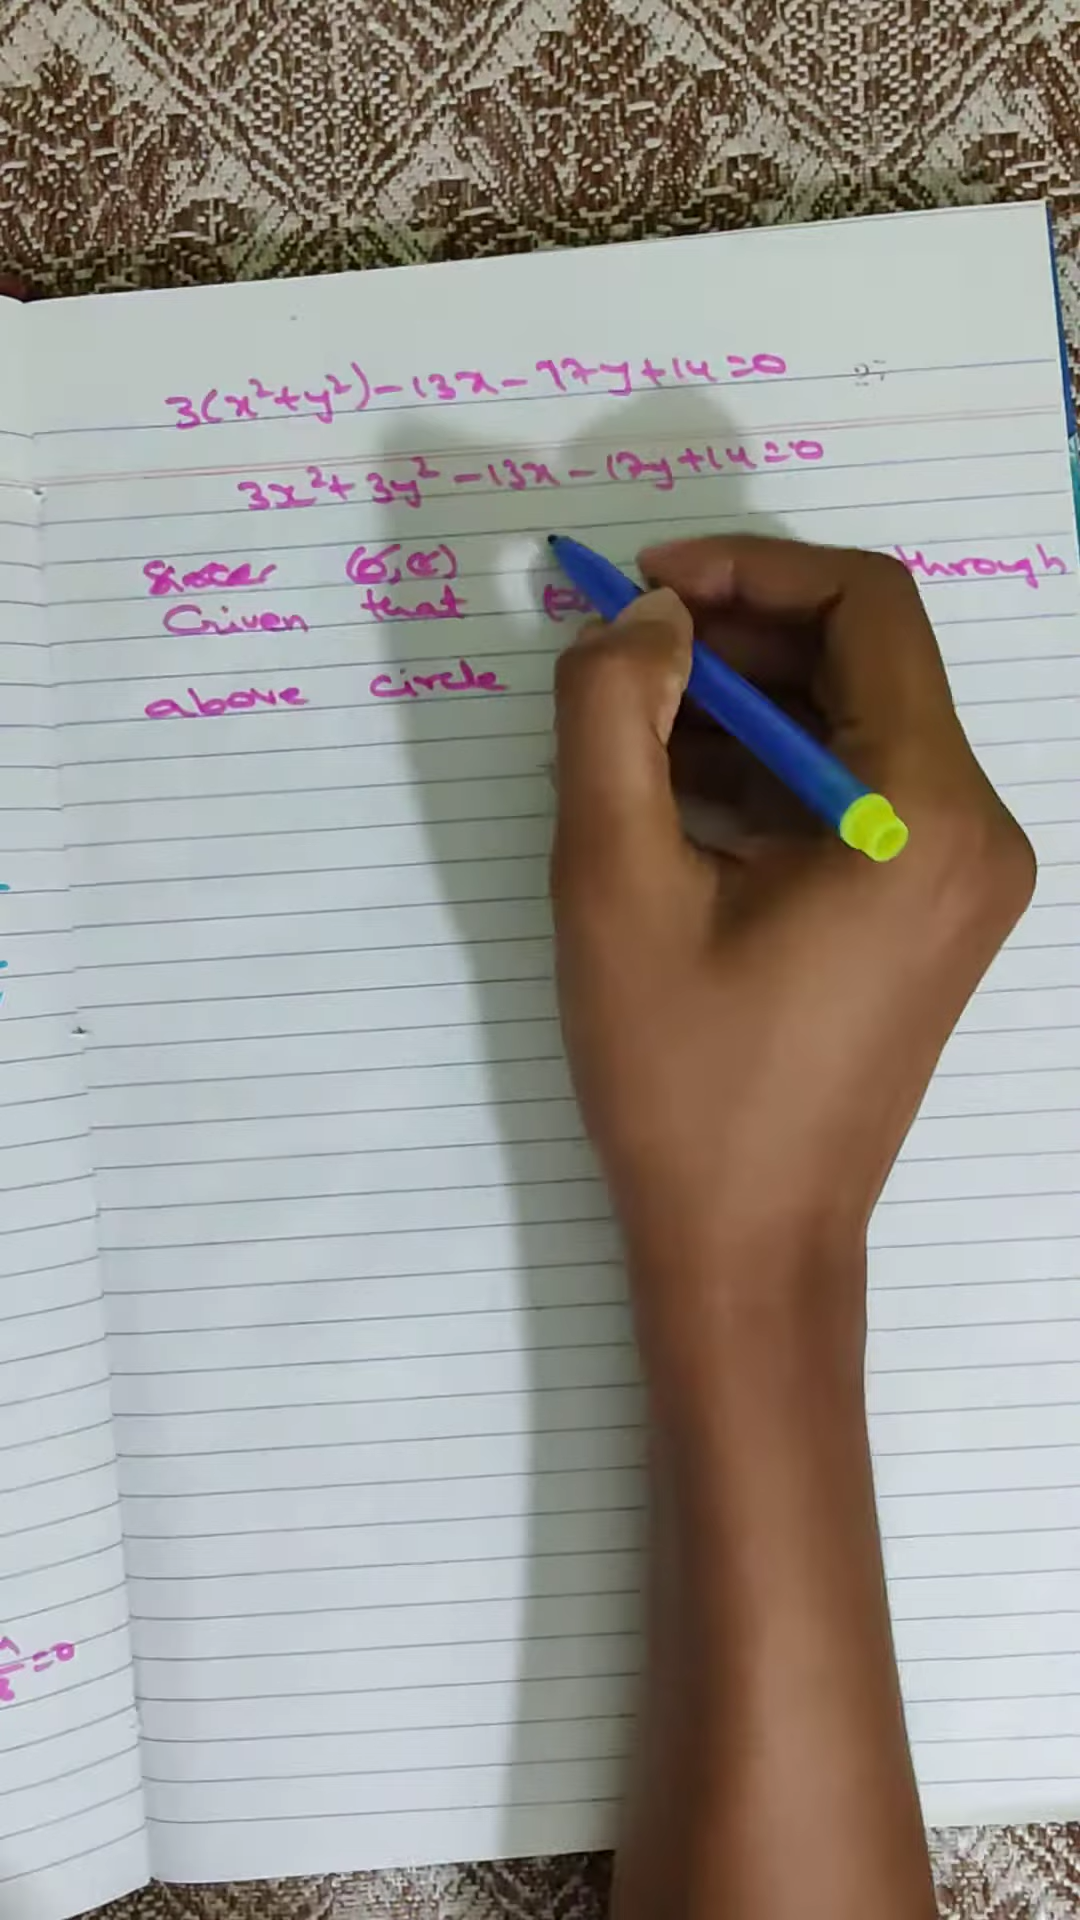 3(x²+y²)-13x-17y+14=0
3x²+3y²-13x-17y+14=0
through
Given that
above circle